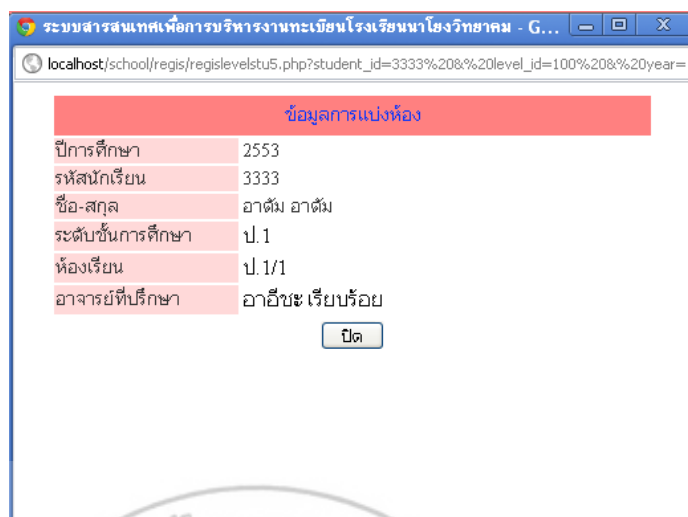 ระบบสารสนเทศเพื่อการบริหารงานทะเบียนโรงเรียนนาโยงวิทยาคม - G...
localhost/school/regis/regislevelstu5.php?student_id=3333%20&%20level_id=100%20&%20year=
ข้อมูลการแบ่งห้อง
ปีการศึกษา 2553
รหัสนักเรียน 3333
ชื่อ-สกุล อาดัม อาดัม
ระดับชั้นการศึกษา ป.1
ห้องเรียน ป.1/1
อาจารย์ที่ปรึกษา อาอีชะ เรียบร้อย
ปิด